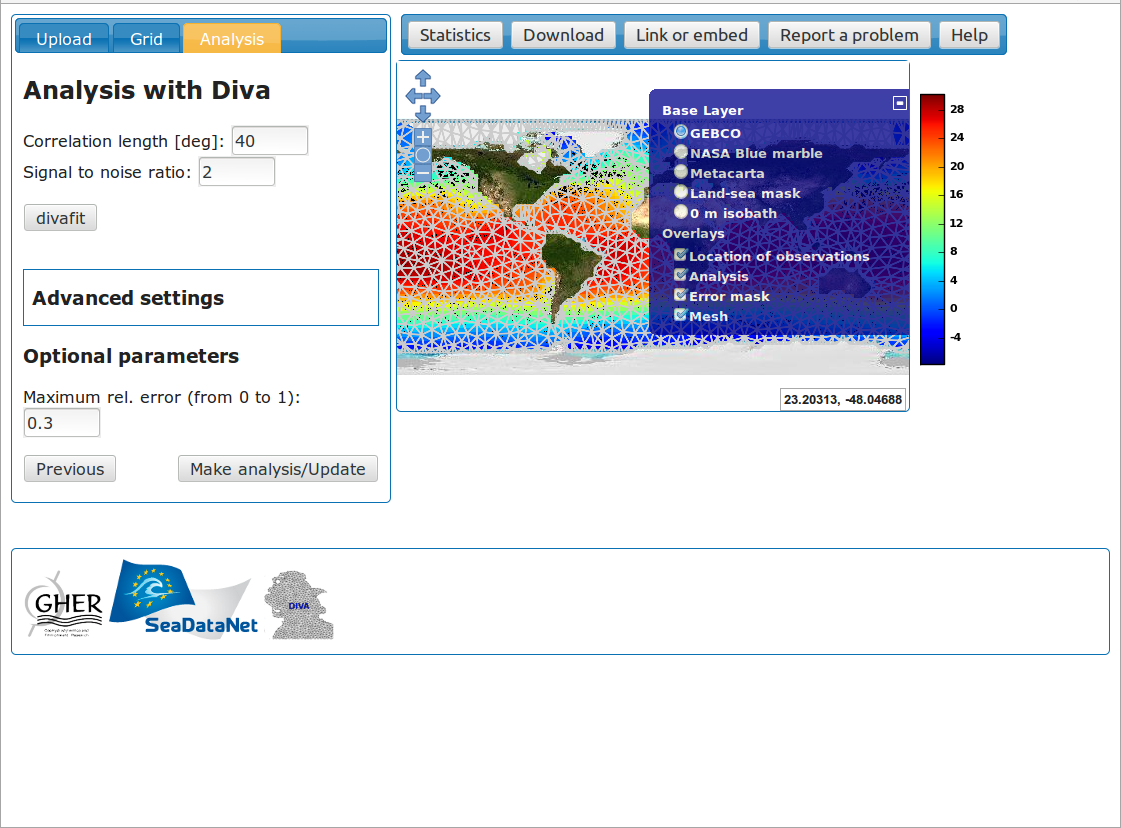 Upload Grid Analysis
Statistics Download Link or embed Report a problem Help
Analysis with Diva
Correlation length [deg]: 40
Signal to noise ratio: 2
divafit
Advanced settings
Optional parameters
Maximum rel. error (from 0 to 1):
0.3
Previous Make analysis/Update
Base Layer
GEBCO
NASA Blue marble
Metacarta
Land-sea mask
0 m isobath
Overlays
Location of observations
Analysis
Error mask
Mesh
28
24
20
16
12
8
4
0
-4
23.20313, -48.04688
GHER
SeaDataNet
DIVA